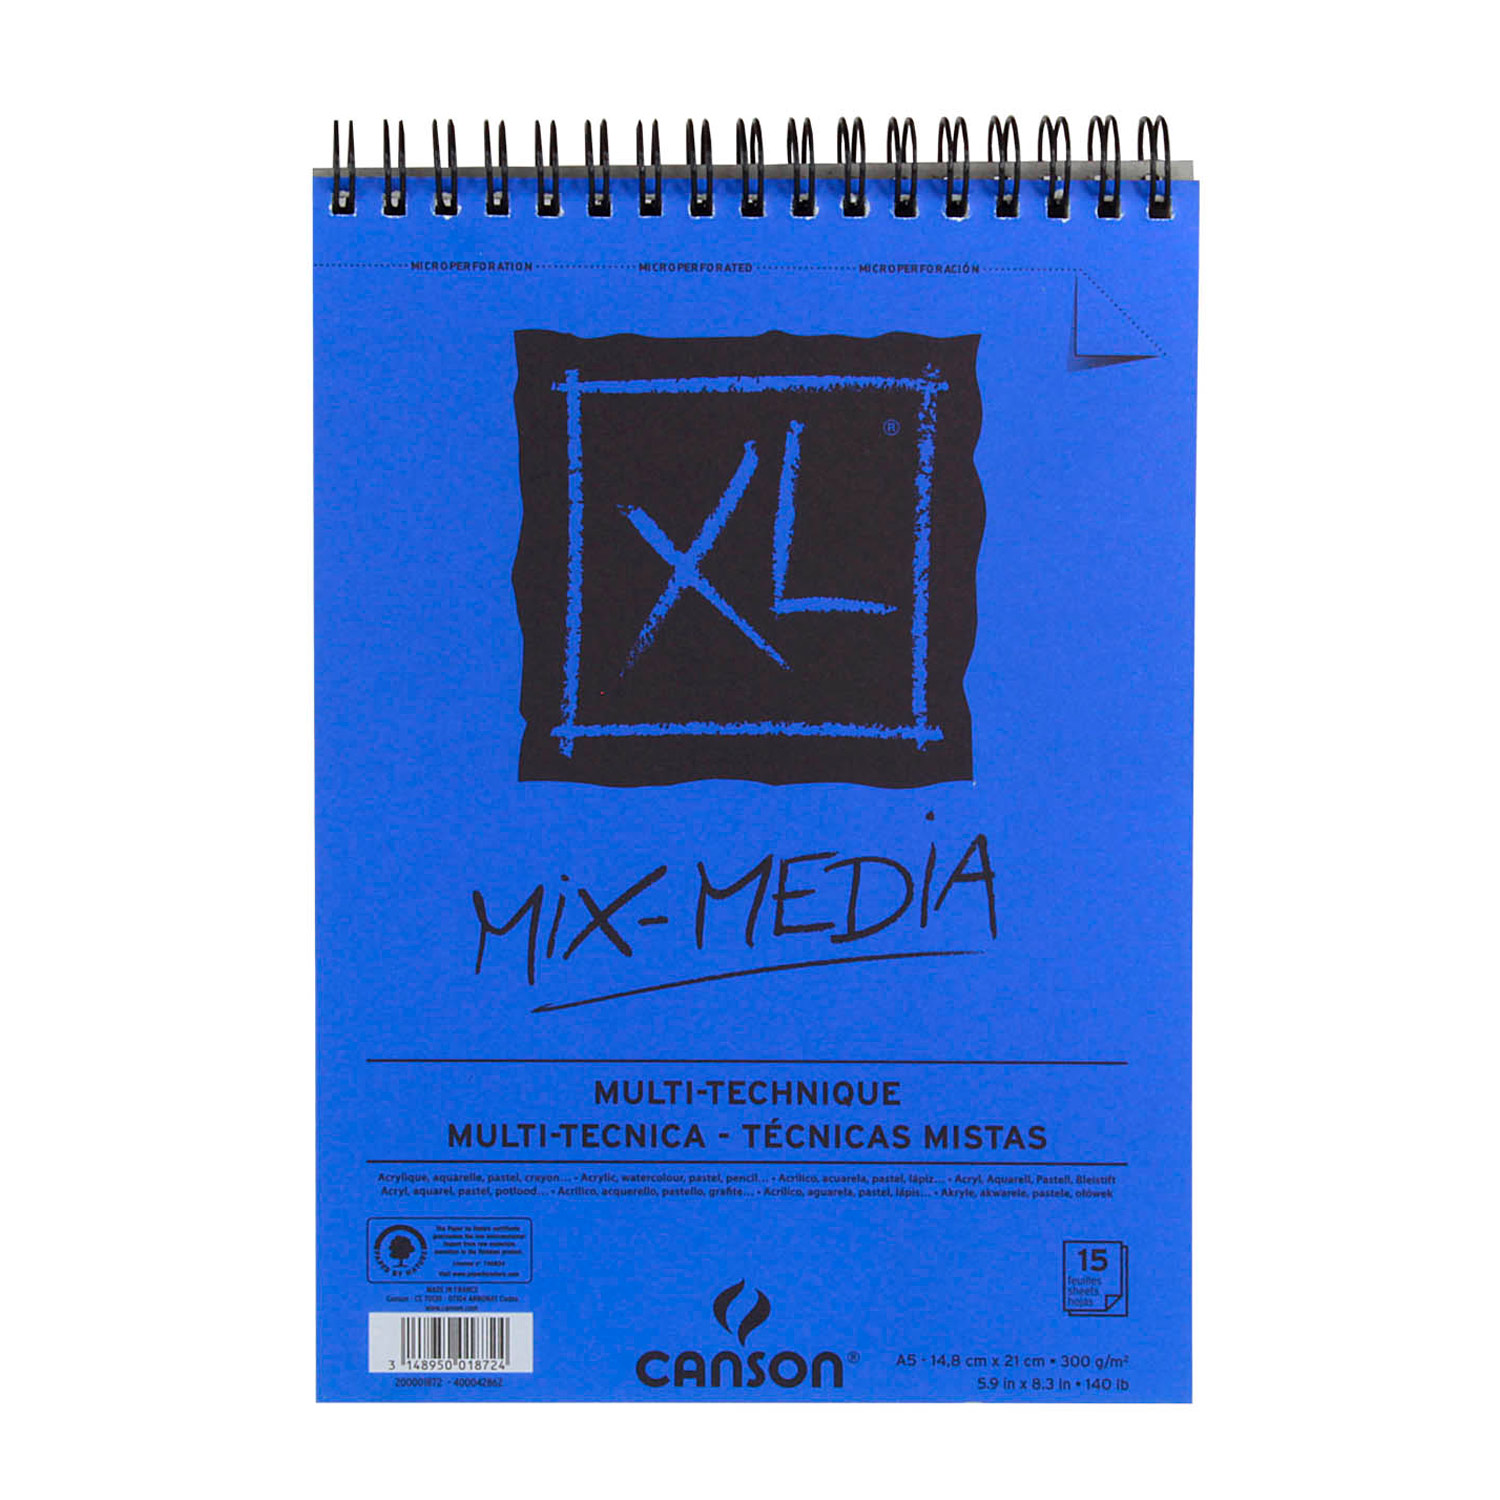 MICROPERFORATION MICROPERFORATED MICROPERFORACIÓN
XL®
MiX-MEDiA
MULTI-TECHNIQUE
MULTI-TECNICA - TÉCNICAS MISTAS
Acrylique, aquarelle, pastel, crayon... • Acrylic, watercolour, pastel, pencil... • Acrílico, acuarela, pastel, lápiz... • Acryl, Aquarell, Pastell, Bleistift
Acryl, aquarel, pastel, potlood... • Acrilico, acquerello, pastello, grafite... • Acrílico, aguarela, pastel, lápis... • Akryle, akwarele, pastele, ołówek
PAPER BY NATURE
MADE IN FRANCE
www.canson.com
3 148950 018724
200001872 - 400042862
CANSON®
15
feuilles
sheets
hojas
A5 - 14,8 cm x 21 cm • 300 g/m²
5.9 in x 8.3 in • 140 lb